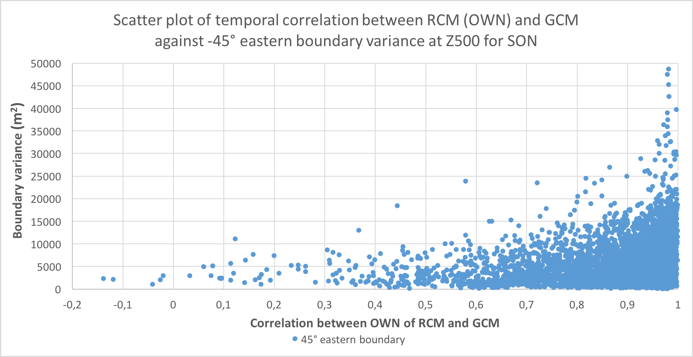 Scatter plot of temporal correlation between RCM (OWN) and GCM
against -45° eastern boundary variance at Z500 for SON
Boundary variance (m²)
50000
45000
40000
35000
30000
25000
20000
15000
10000
5000
0
-0,2 -0,1 0 0,1 0,2 0,3 0,4 0,5 0,6 0,7 0,8 0,9 1
Correlation between OWN of RCM and GCM
45° eastern boundary